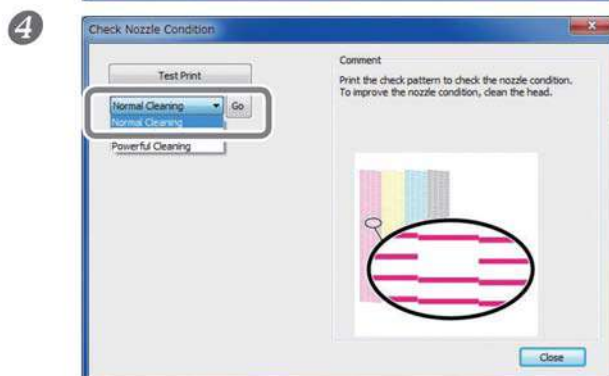 4
Check Nozzle Condition
Test Print
Normal Cleaning
Go
Normal Cleaning
Powerful Cleaning
Comment
Print the check pattern to check the nozzle condition.
To improve the nozzle condition, clean the head.
Close